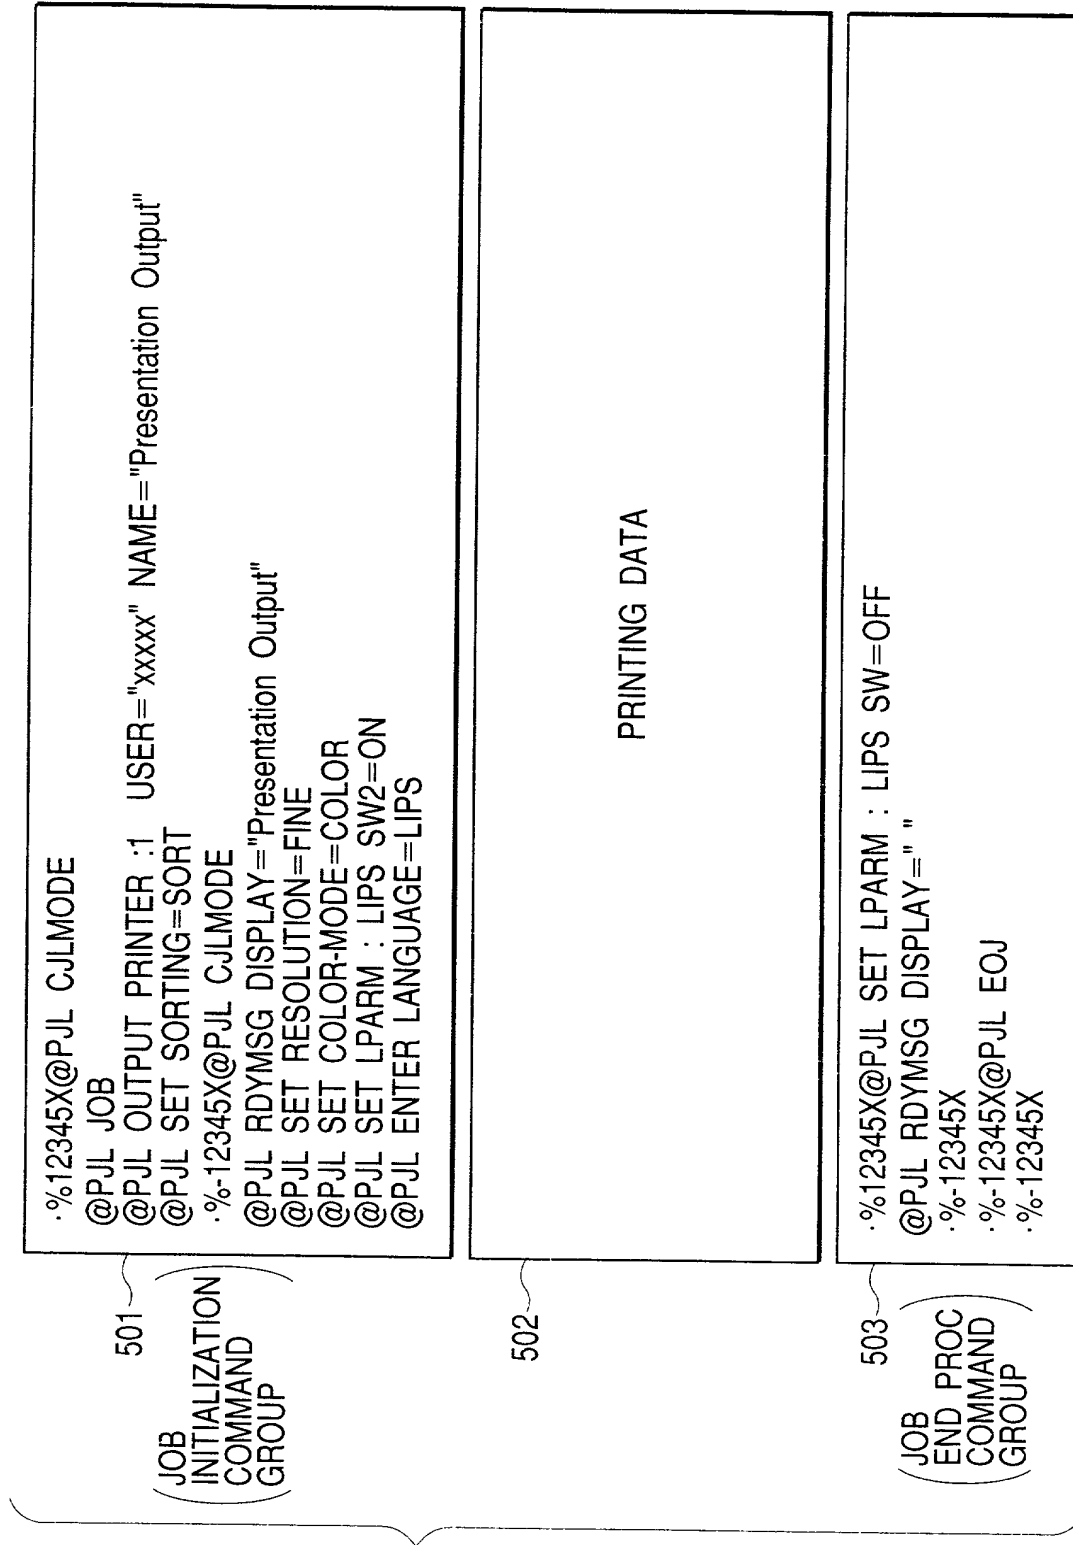 501
JOB
INITIALIZATION
COMMAND
GROUP
·%12345X@PJL CJLMODE
@PJL JOB
@PJL OUTPUT PRINTER :1 USER="xxxxx" NAME="Presentation Output"
@PJL SET SORTING=SORT
·%-12345X@PJL CJLMODE
@PJL RDYMSG DISPLAY="Presentation Output"
@PJL SET RESOLUTION=FINE
@PJL SET COLOR-MODE=COLOR
@PJL SET LPARM : LIPS SW2=ON
@PJL ENTER LANGUAGE=LIPS
502
PRINTING DATA
503
JOB
END PROC
COMMAND
GROUP
·%12345X@PJL SET LPARM : LIPS SW=OFF
@PJL RDYMSG DISPLAY=" "
·%-12345X
·%-12345X@PJL EOJ
·%-12345X